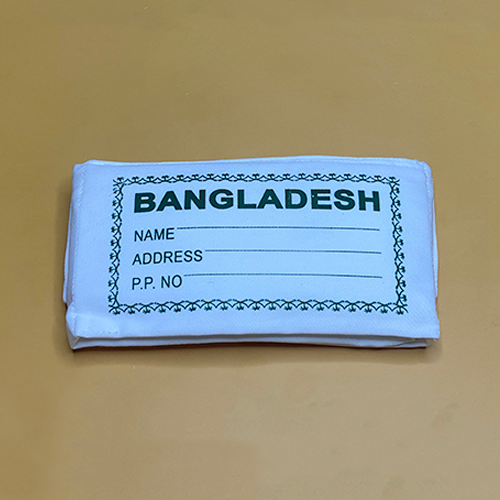 BANGLADESH
NAME
ADDRESS
P.P. NO